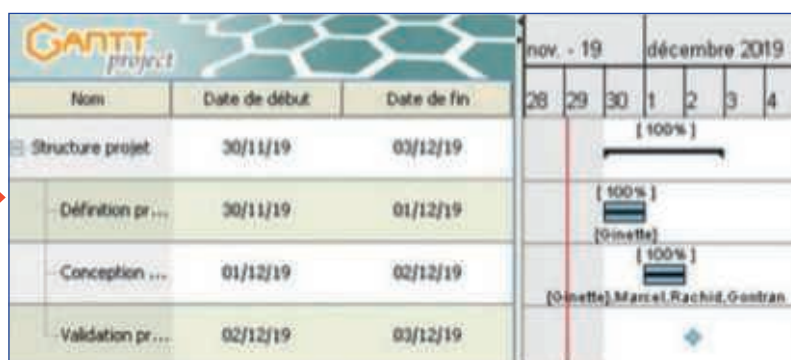 GANTT
project
nov. - 19 décembre 2019
Nom Date de début Date de fin 28 29 30 1 2 3 4
Structure projet 30/11/19 03/12/19 [ 100% ]
Définition pr... 30/11/19 01/12/19 [ 100% ]
[Ginette]
Conception ... 01/12/19 02/12/19 [ 100% ]
[Ginette].Marcel.Rachid.Gontran
Validation pr... 02/12/19 03/12/19